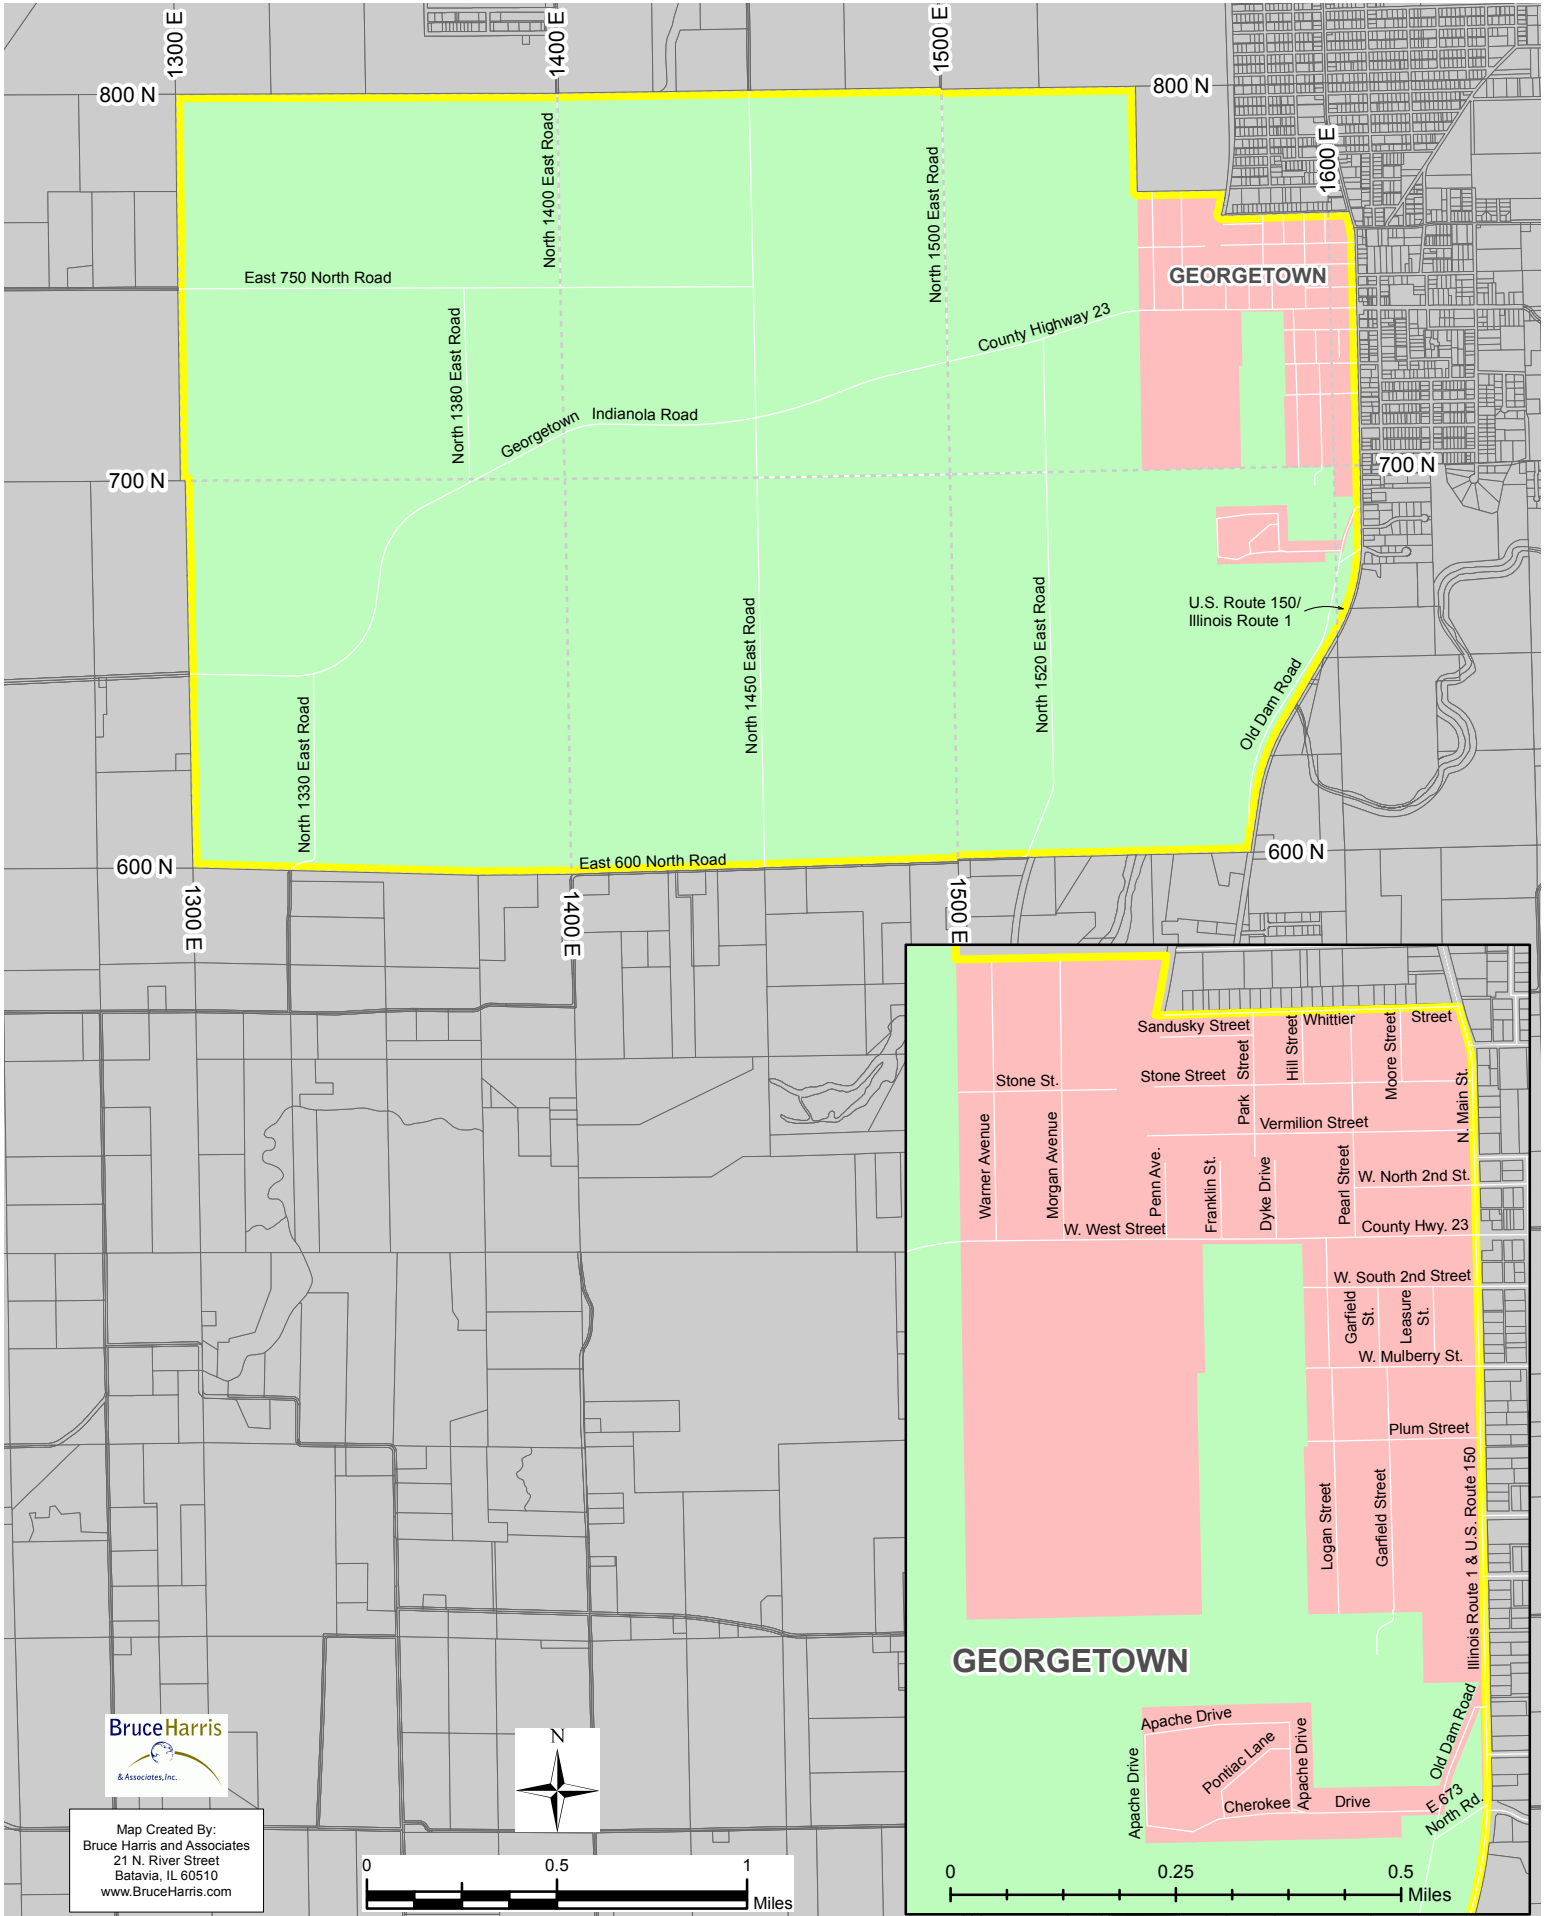 1300 E
1400 E
1500 E
800 N
800 N
1600 E
North 1400 East Road
North 1500 East Road
East 750 North Road
GEORGETOWN
North 1380 East Road
County Highway 23
Georgetown
Indianola Road
700 N
700 N
U.S. Route 150/
Illinois Route 1
North 1450 East Road
North 1520 East Road
Old Dam Road
North 1330 East Road
East 600 North Road
600 N
600 N
1300 E
1400 E
1500 E
Sandusky Street
Whittier
Street
Park
Street
Hill Street
Moore Street
N. Main St.
Stone St.
Stone Street
Vermilion Street
Warner Avenue
Morgan Avenue
Penn Ave.
Franklin St.
Dyke Drive
Pearl Street
W. North 2nd St.
W. West Street
County Hwy. 23
W. South 2nd Street
Garfield
St.
Leasure
St.
W. Mulberry St.
Plum Street
Logan Street
Garfield Street
Illinois Route 1 & U.S. Route 150
GEORGETOWN
Apache Drive
Apache Drive
Pontiac Lane
Apache Drive
Cherokee
Drive
Old Dam Road
E 673
North Rd.
0
0.25
0.5
Miles
BruceHarris
& Associates, Inc.
N
Map Created By:
Bruce Harris and Associates
21 N. River Street
Batavia, IL 60510
www.BruceHarris.com
0
0.5
1
Miles